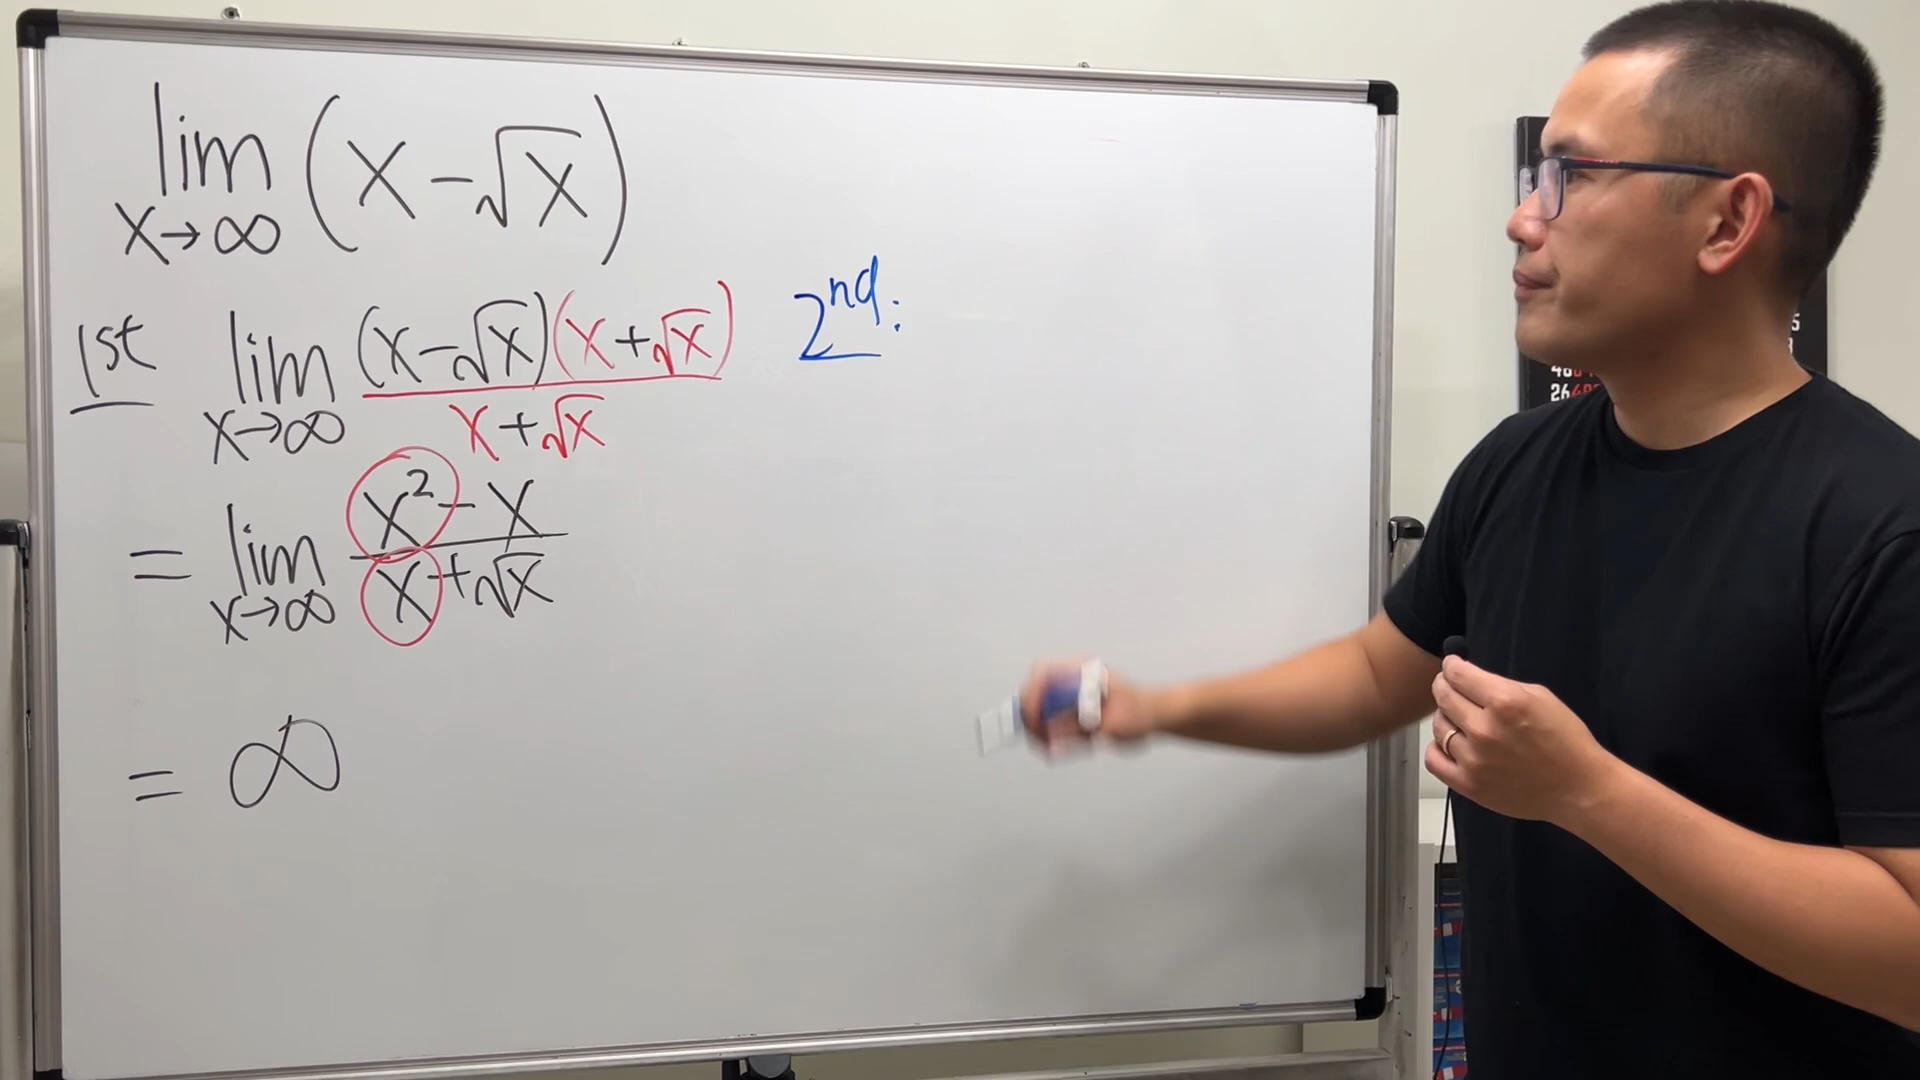 lim x→∞ (x - √x)
1st lim x→∞ (x - √x)(x + √x) / x + √x
2nd:
= lim x→∞ x² - x / x + √x
= ∞